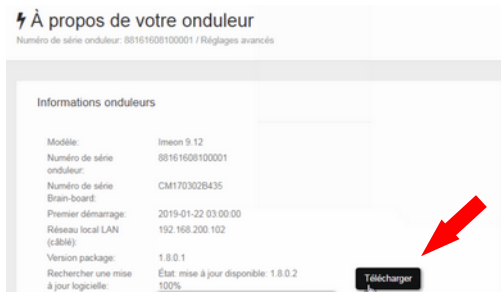 À propos de votre onduleur
Numéro de série onduleur: 88161608100001 / Réglages avancés
Informations onduleurs
Modèle: Imeon 9.12
Numéro de série 88161608100001
onduleur:
Numéro de série CM170302B435
Brain-board:
Premier démarrage: 2019-01-22 03:00:00
Réseau local LAN 192.168.200.102
(câblé):
Version package: 1.8.0.1
Rechercher une mise État: mise à jour disponible: 1.8.0.2 Télécharger
à jour logicielle: 100%